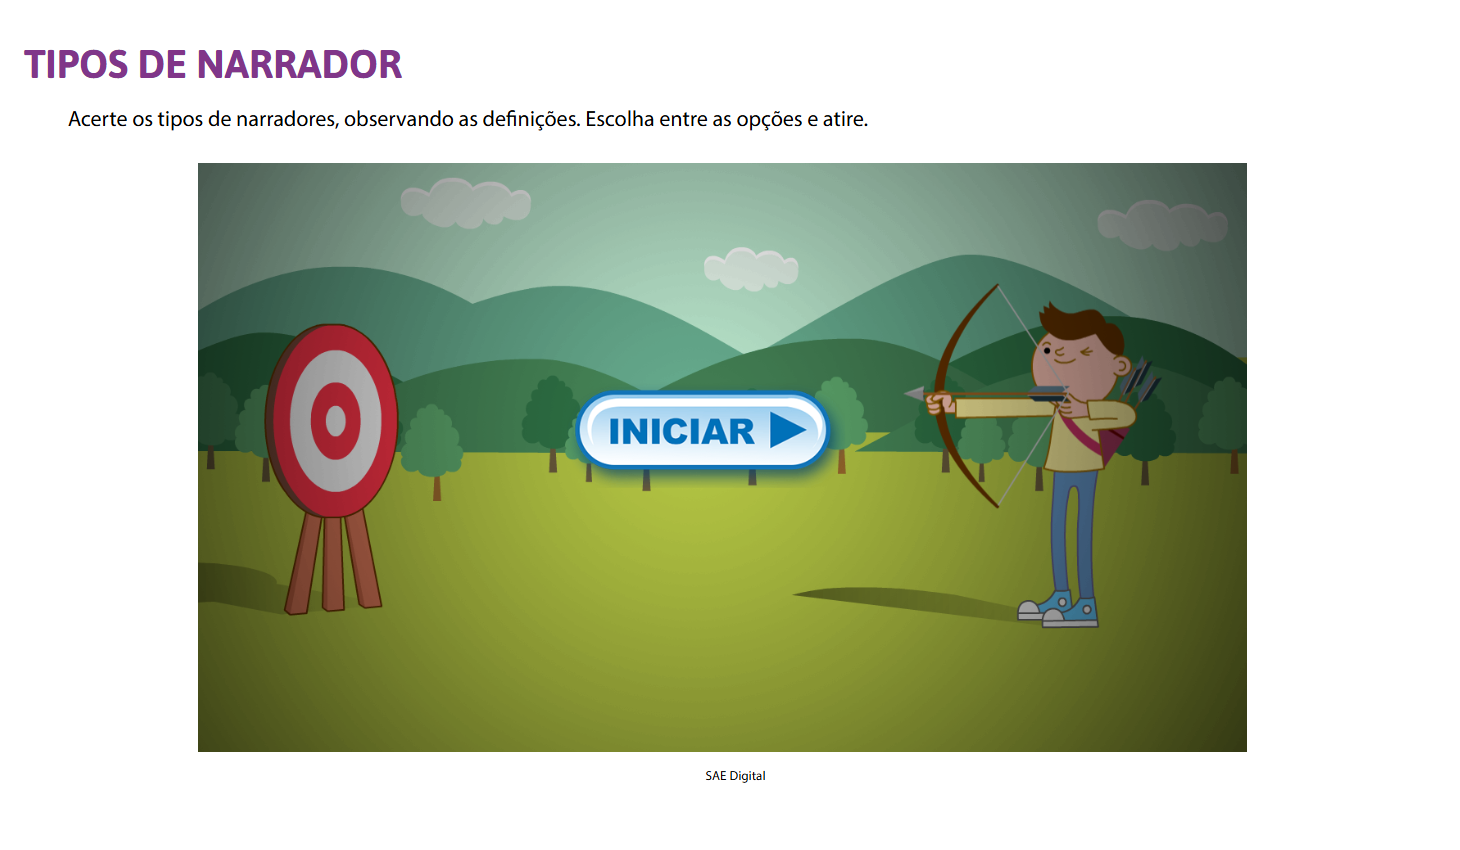 TIPOS DE NARRADOR
Acerte os tipos de narradores, observando as definições. Escolha entre as opções e atire.
INICIAR
SAE Digital